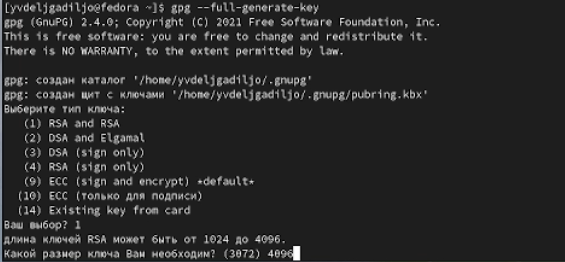 [yvdeljgadiljo@fedora ~]$ gpg --full-generate-key
gpg (GnuPG) 2.4.0; Copyright (C) 2021 Free Software Foundation, Inc.
This is free software: you are free to change and redistribute it.
There is NO WARRANTY, to the extent permitted by law.
gpg: создан каталог '/home/yvdeljgadiljo/.gnupg'
gpg: создан щит с ключами '/home/yvdeljgadiljo/.gnupg/pubring.kbx'
Выберите тип ключа:
(1) RSA and RSA
(2) DSA and Elgamal
(3) DSA (sign only)
(4) RSA (sign only)
(9) ECC (sign and encrypt) *default*
(10) ECC (только для подписи)
(14) Existing key from card
Ваш выбор? 1
длина ключей RSA может быть от 1024 до 4096.
Какой размер ключа Вам необходим? (3072) 4096